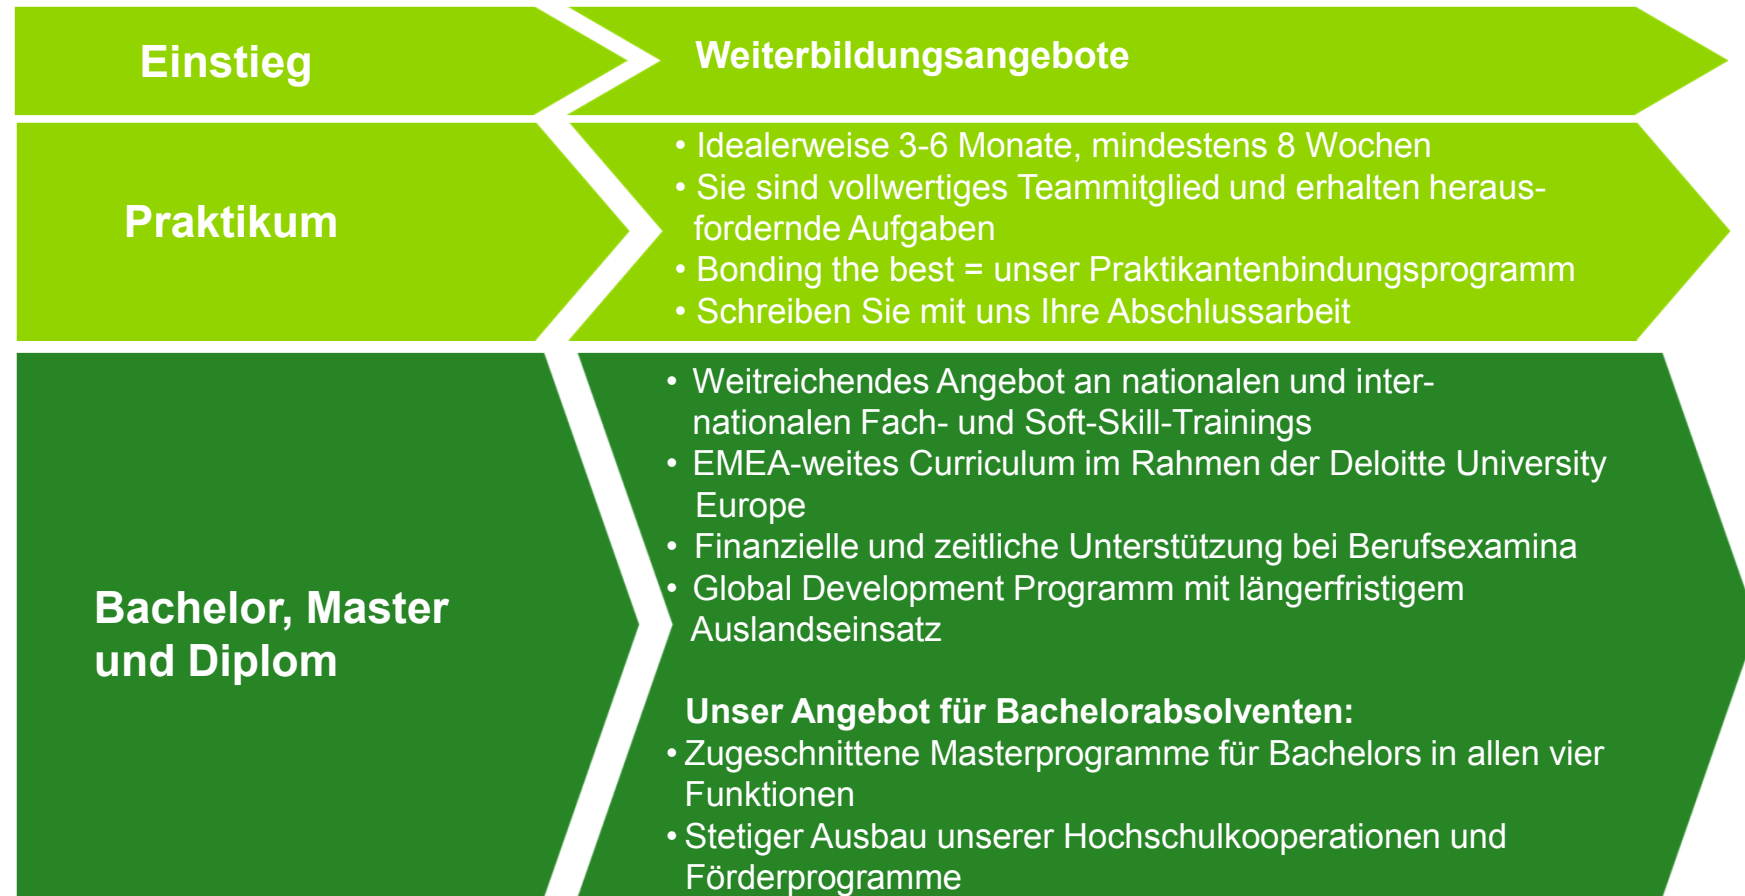 Einstieg
Weiterbildungsangebote
Praktikum
• Idealerweise 3-6 Monate, mindestens 8 Wochen
• Sie sind vollwertiges Teammitglied und erhalten heraus-
fordernde Aufgaben
• Bonding the best = unser Praktikantenbindungsprogramm
• Schreiben Sie mit uns Ihre Abschlussarbeit
Bachelor, Master
und Diplom
• Weitreichendes Angebot an nationalen und inter-
nationalen Fach- und Soft-Skill-Trainings
• EMEA-weites Curriculum im Rahmen der Deloitte University
Europe
• Finanzielle und zeitliche Unterstützung bei Berufsexamina
• Global Development Programm mit längerfristigem
Auslandseinsatz
Unser Angebot für Bachelorabsolventen:
• Zugeschnittene Masterprogramme für Bachelors in allen vier
Funktionen
• Stetiger Ausbau unserer Hochschulkooperationen und
Förderprogramme